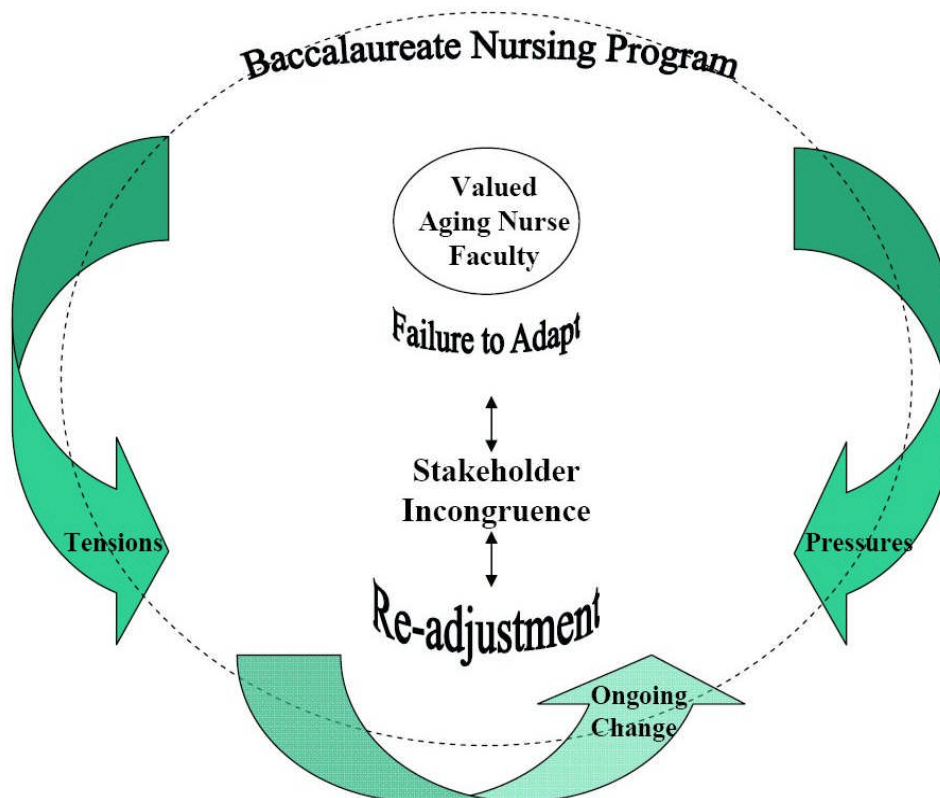 Baccalaureate Nursing Program
Valued
Aging Nurse
Faculty
Failure to Adapt
Stakeholder
Incongruence
Tensions
Pressures
Re-adjustment
Ongoing
Change